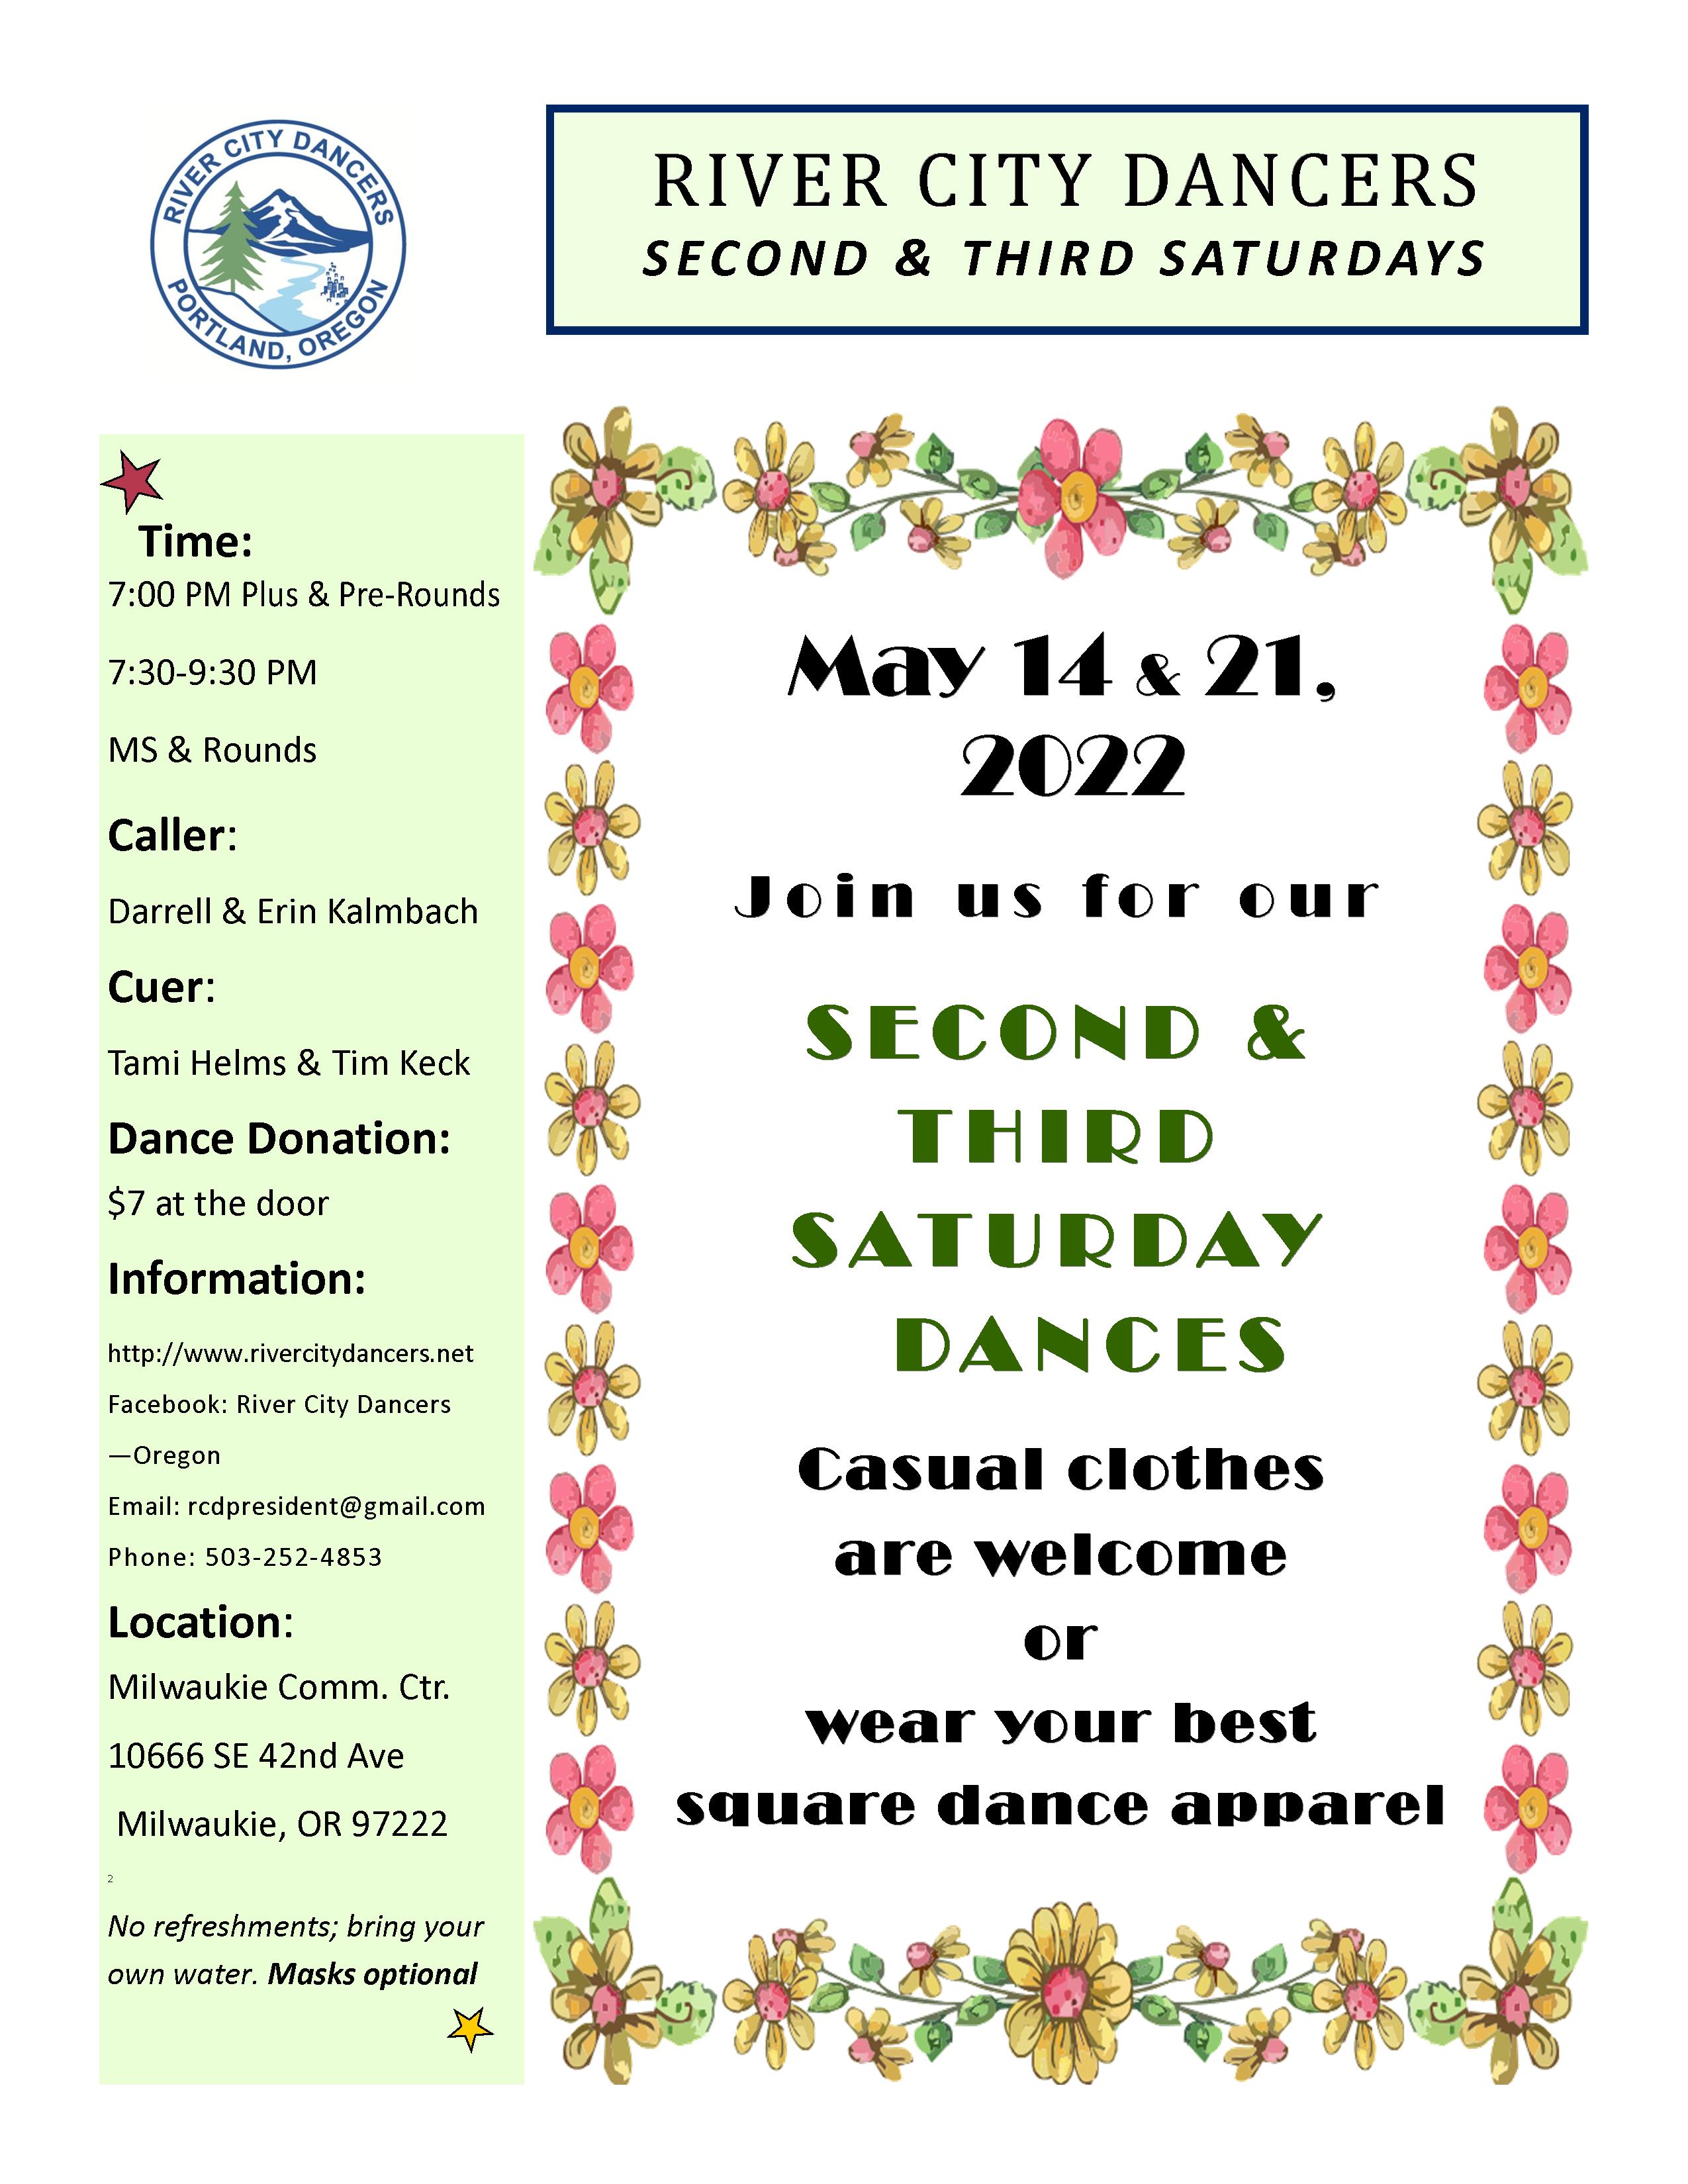 RIVER CITY DANCERS
PORTLAND, OREGON
RIVER CITY DANCERS
SECOND & THIRD SATURDAYS
Time:
7:00 PM Plus & Pre-Rounds
7:30-9:30 PM
MS & Rounds
Caller:
Darrell & Erin Kalmbach
Cuer:
Tami Helms & Tim Keck
Dance Donation:
$7 at the door
Information:
http://www.rivercitydancers.net
Facebook: River City Dancers
—Oregon
Email: rcdpresident@gmail.com
Phone: 503-252-4853
Location:
Milwaukie Comm. Ctr.
10666 SE 42nd Ave
Milwaukie, OR 97222
2
No refreshments; bring your
own water. Masks optional
May 14 & 21,
2022
Join us for our
SECOND &
THIRD
SATURDAY
DANCES
Casual clothes
are welcome
or
wear your best
square dance apparel